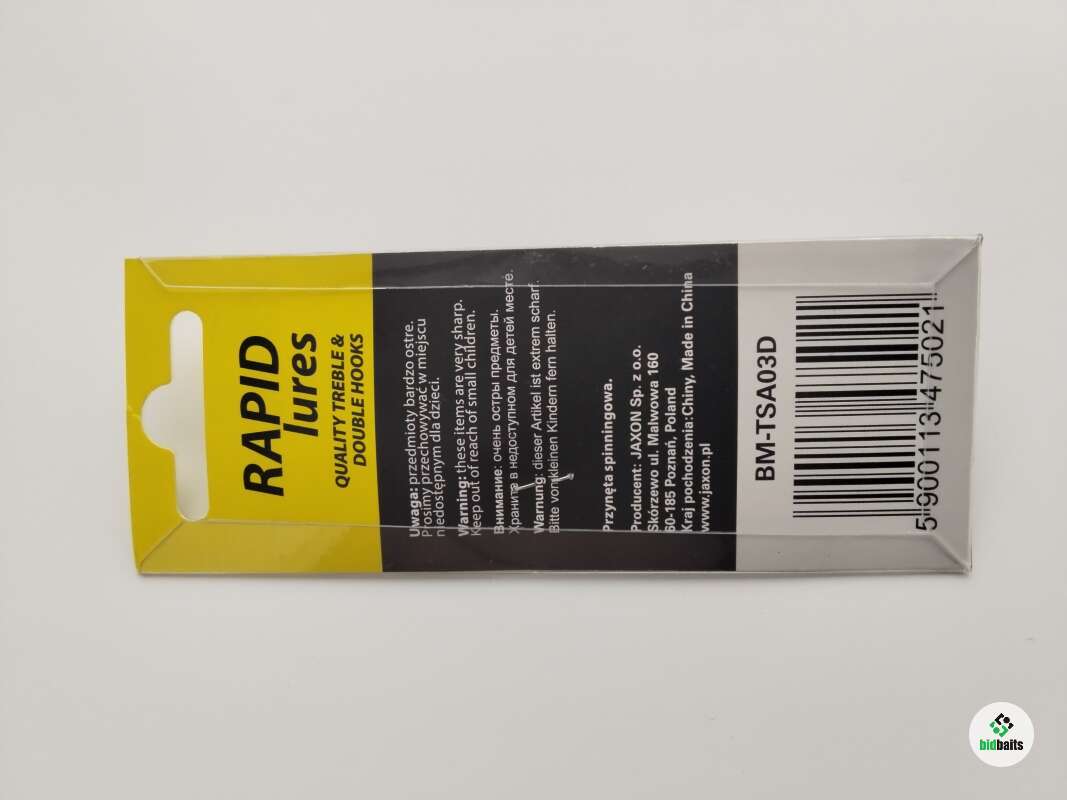 RAPID
lures
QUALITY TREBLE &
DOUBLE HOOKS
Uwaga: przedmioty bardzo ostre.
Prosimy przechowywać w miejscu
niedostępnym dla dzieci.
Warning: these items are very sharp.
Keep out of reach of small children.
Внимание: очень остры предметы.
Хранить в недоступном для детей месте.
Warnung: dieser Artikel ist extrem scharf.
Bitte von kleinen Kindern fern halten.
Przynęta spinningowa.
Producent: JAXON Sp. z o.o.
Skórzewo ul. Malwowa 160
60-185 Poznań, Poland
Kraj pochodzenia:Chiny, Made in China
www.jaxon.pl
BM-TSA03D
5 900113 475021
bidbaits